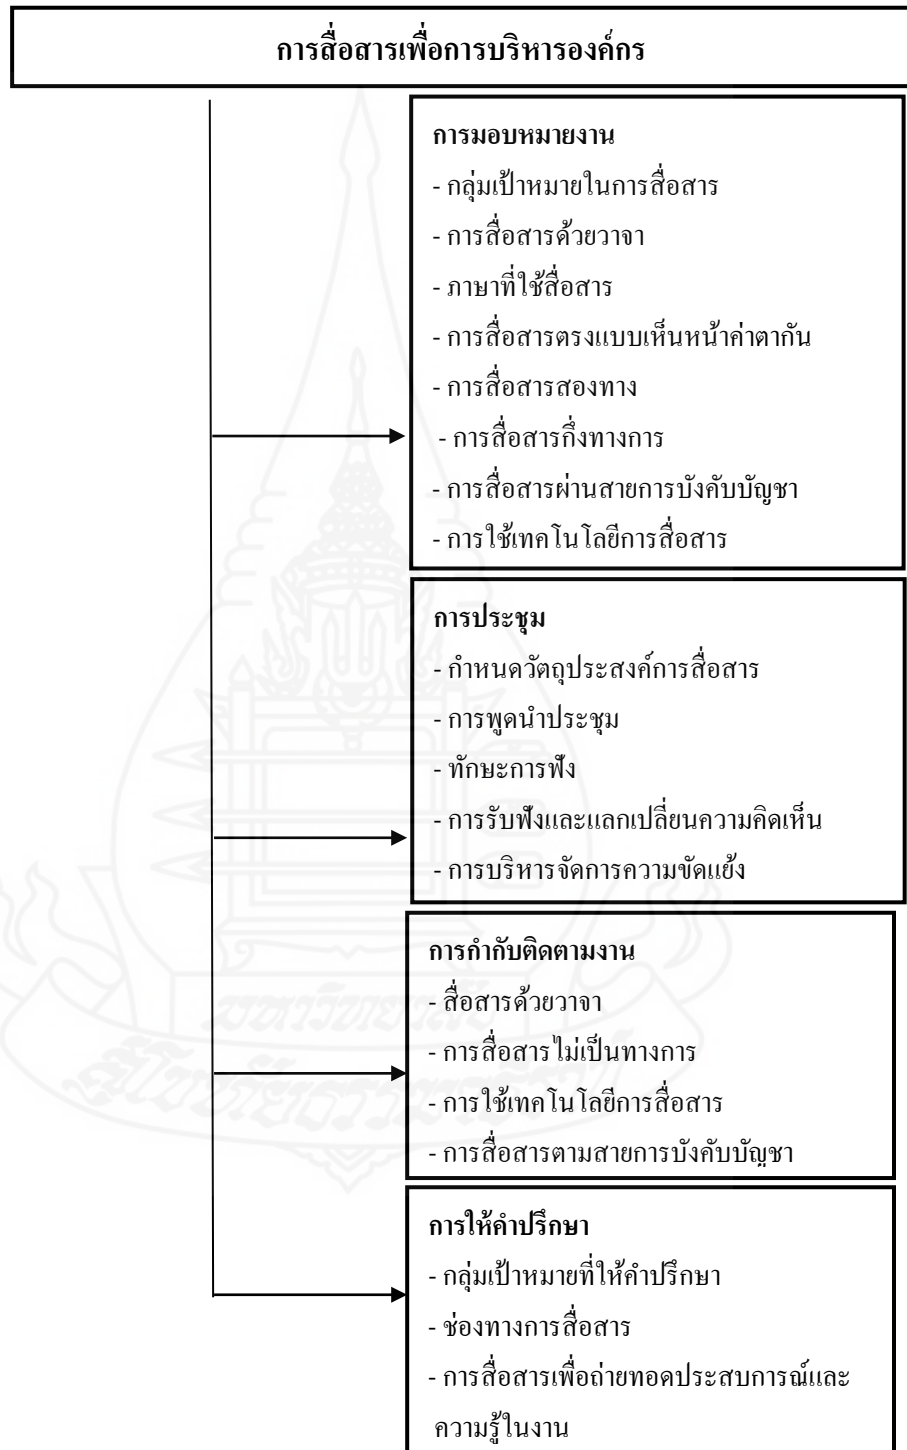 การสื่อสารเพื่อการบริหารองค์กร
การมอบหมายงาน
- กลุ่มเป้าหมายในการสื่อสาร
- การสื่อสารด้วยวาจา
- ภาษาที่ใช้สื่อสาร
- การสื่อสารตรงแบบเห็นหน้าค่าตากัน
- การสื่อสารสองทาง
- การสื่อสารกึ่งทางการ
- การสื่อสารผ่านสายการบังคับบัญชา
- การใช้เทคโนโลยีการสื่อสาร
การประชุม
- กำหนดวัตถุประสงค์การสื่อสาร
- การพูดนำประชุม
- ทักษะการฟัง
- การรับฟังและแลกเปลี่ยนความคิดเห็น
- การบริหารจัดการความขัดแย้ง
การกำกับติดตามงาน
- สื่อสารด้วยวาจา
- การสื่อสารไม่เป็นทางการ
- การใช้เทคโนโลยีการสื่อสาร
- การสื่อสารตามสายการบังคับบัญชา
มหาวิทยาลัย
สุโขทัยธรรมาธิราช
การให้คำปรึกษา
- กลุ่มเป้าหมายที่ให้คำปรึกษา
- ช่องทางการสื่อสาร
- การสื่อสารเพื่อถ่ายทอดประสบการณ์และ
ความรู้ในงาน